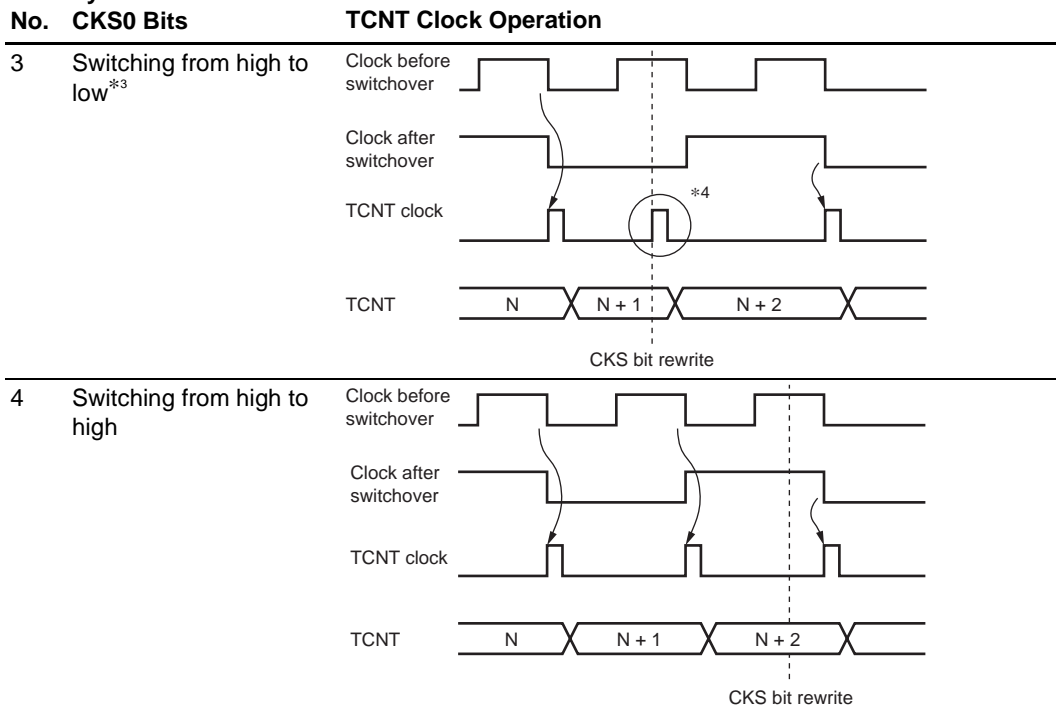 No. CKS0 Bits TCNT Clock Operation
3 Switching from high to low*3
Clock before switchover
Clock after switchover
*4
TCNT clock
TCNT N N + 1 N + 2
CKS bit rewrite
4 Switching from high to high
Clock before switchover
Clock after switchover
TCNT clock
TCNT N N + 1 N + 2
CKS bit rewrite